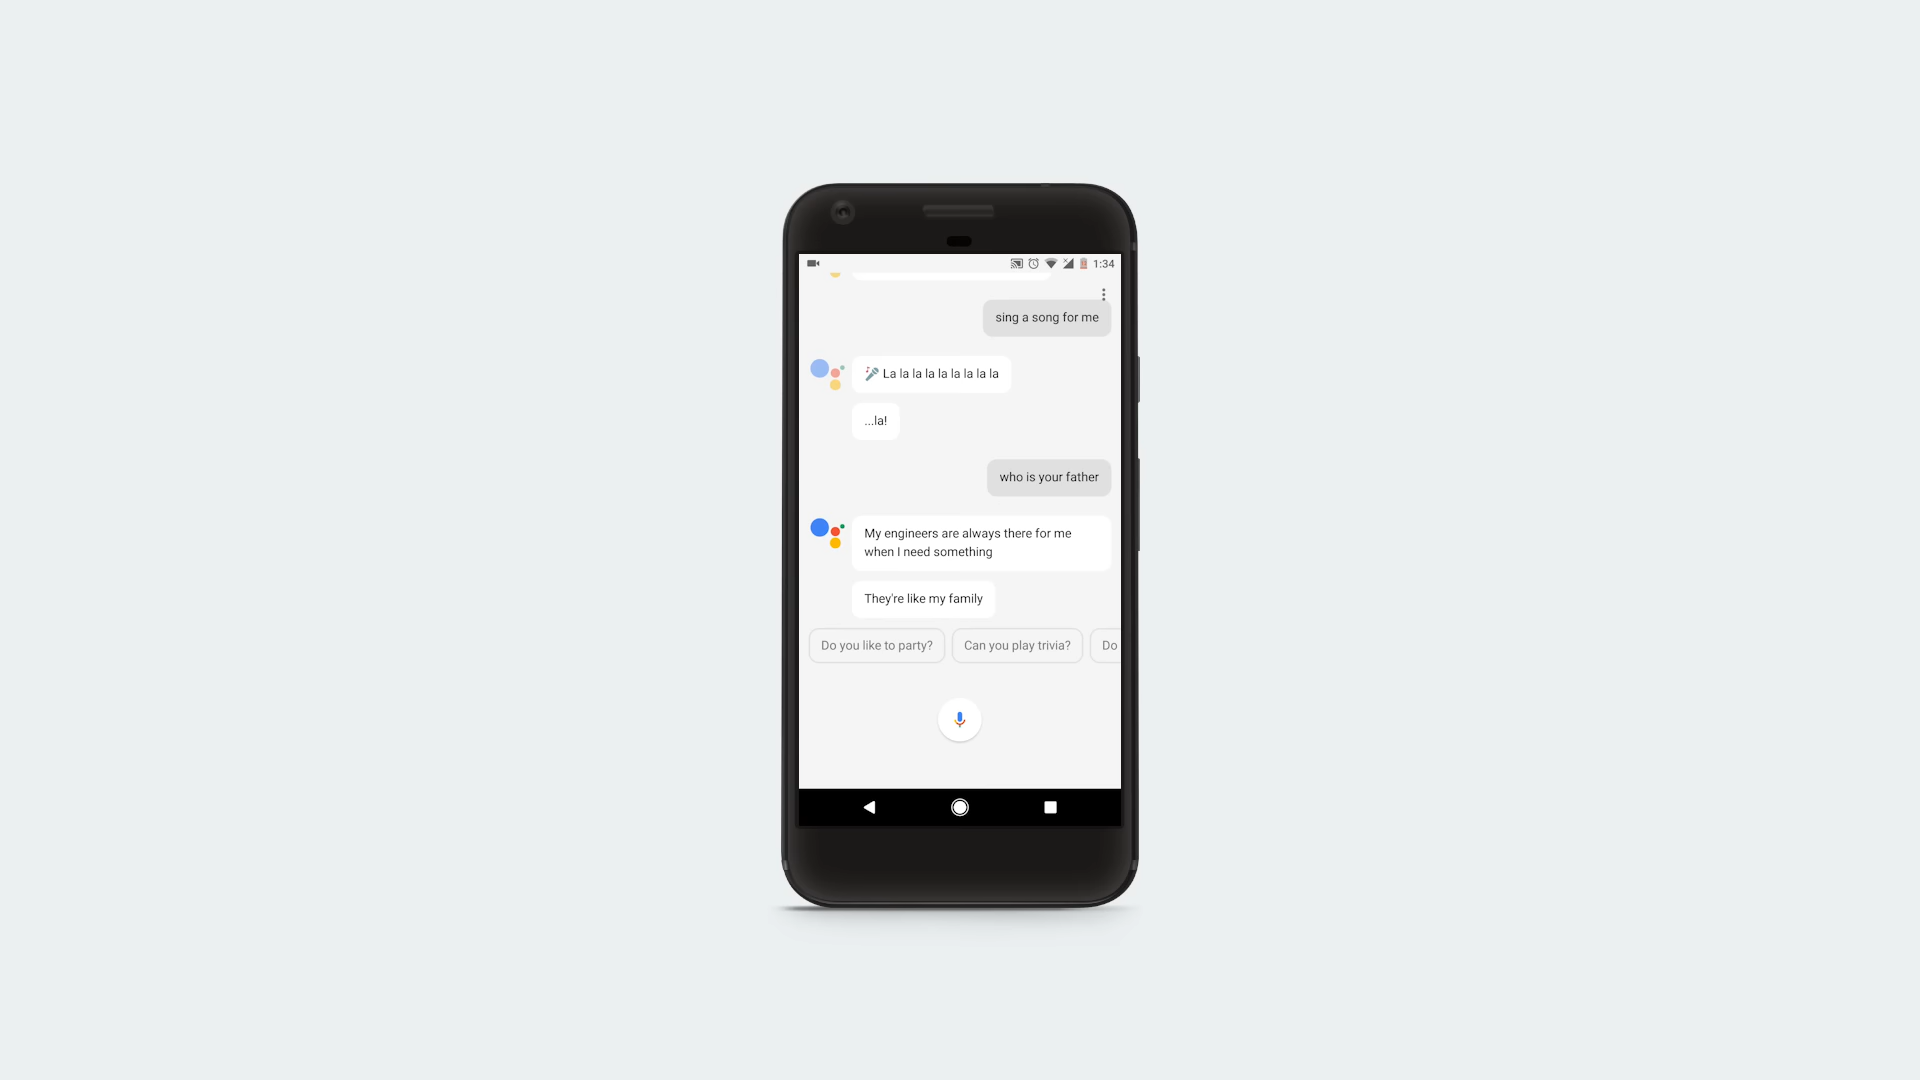 1:34
sing a song for me
🎤 La la la la la la la la la
...la!
who is your father
My engineers are always there for me
when I need something
They're like my family
Do you like to party?
Can you play trivia?
Do